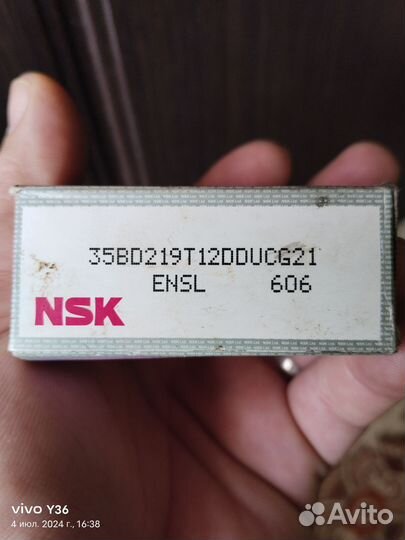 35BD219T12DDUCG21
ENSL 606
NSK
vivo Y36
4 июл. 2024 г., 16:38
Avito